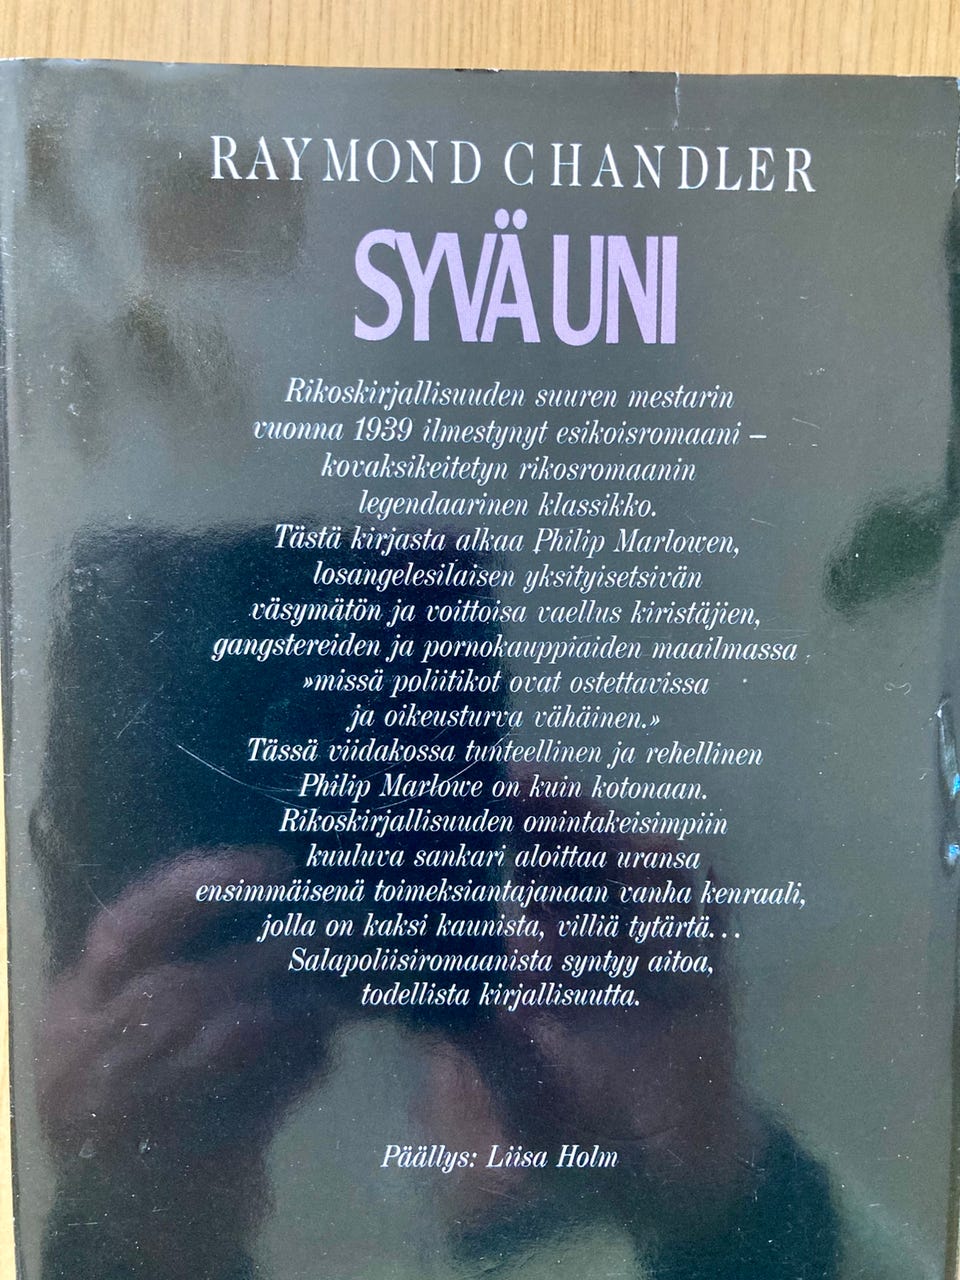 RAYMOND CHANDLER
SYVÄ UNI
Rikoskirjallisuuden suuren mestarin
vuonna 1939 ilmestynyt esikoisromaani –
kovaksikeitetyn rikosromaanin
legendaarinen klassikko.
Tästä kirjasta alkaa Philip Marlowen,
losangelesilaisen yksityisetsivän
väsymätön ja voittoisa vaellus kiristäjien,
gangstereiden ja pornokauppiaiden maailmassa
»missä poliitikot ovat ostettavissa
ja oikeusturva vähäinen.»
Tässä viidakossa tunteellinen ja rehellinen
Philip Marlowe on kuin kotonaan.
Rikoskirjallisuuden omintakeisimpiin
kuuluva sankari aloittaa uransa
ensimmäisenä toimeksiantajanaan vanha kenraali,
jolla on kaksi kaunista, villiä tytärtä...
Salapoliisiromaanista syntyy aitoa,
todellista kirjallisuutta.
Päällys: Liisa Holm